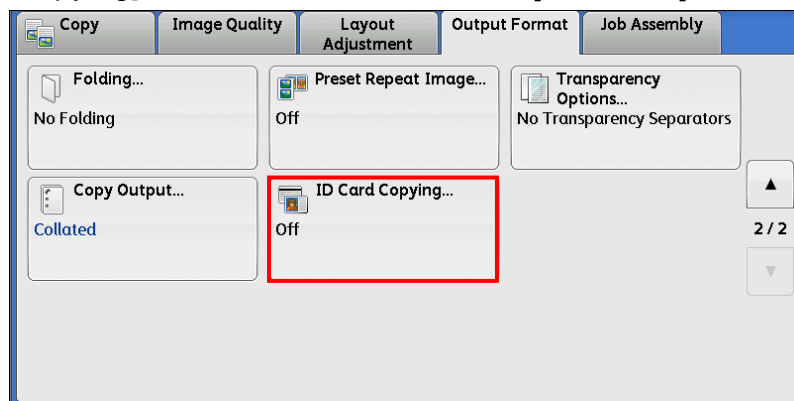 Copy
Image Quality
Layout
Adjustment
Output Format
Job Assembly
Folding...
No Folding
Preset Repeat Image...
Off
Transparency
Options...
No Transparency Separators
Copy Output...
Collated
ID Card Copying...
Off
2 / 2